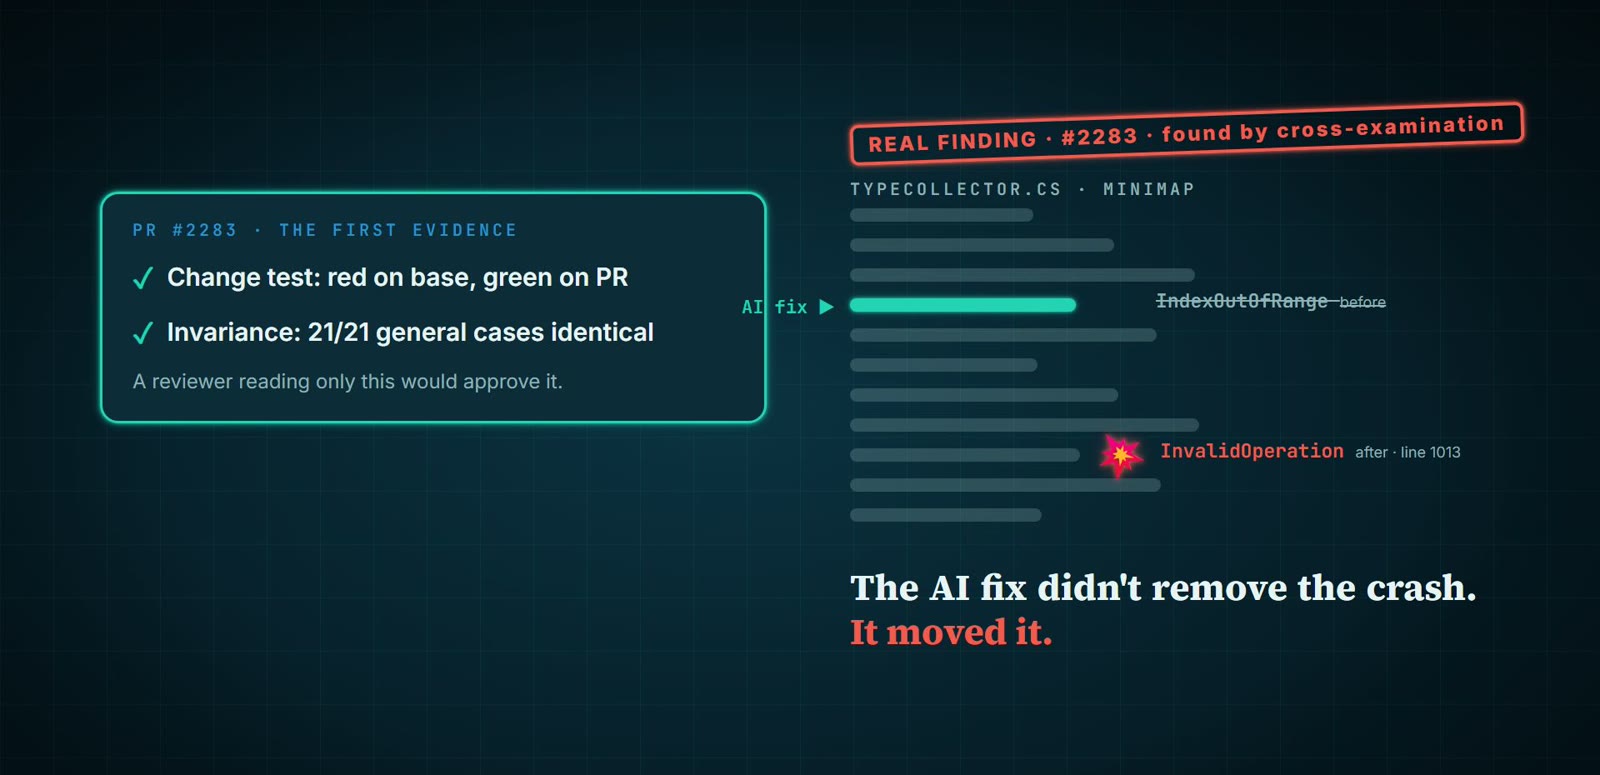 PR #2283 · THE FIRST EVIDENCE
✓ Change test: red on base, green on PR
✓ Invariance: 21/21 general cases identical
A reviewer reading only this would approve it.
REAL FINDING · #2283 · found by cross-examination
TYPECOLLECTOR.CS · MINIMAP
AI fix ▶
IndexOutOfRange before
InvalidOperation after · line 1013
The AI fix didn't remove the crash.
It moved it.